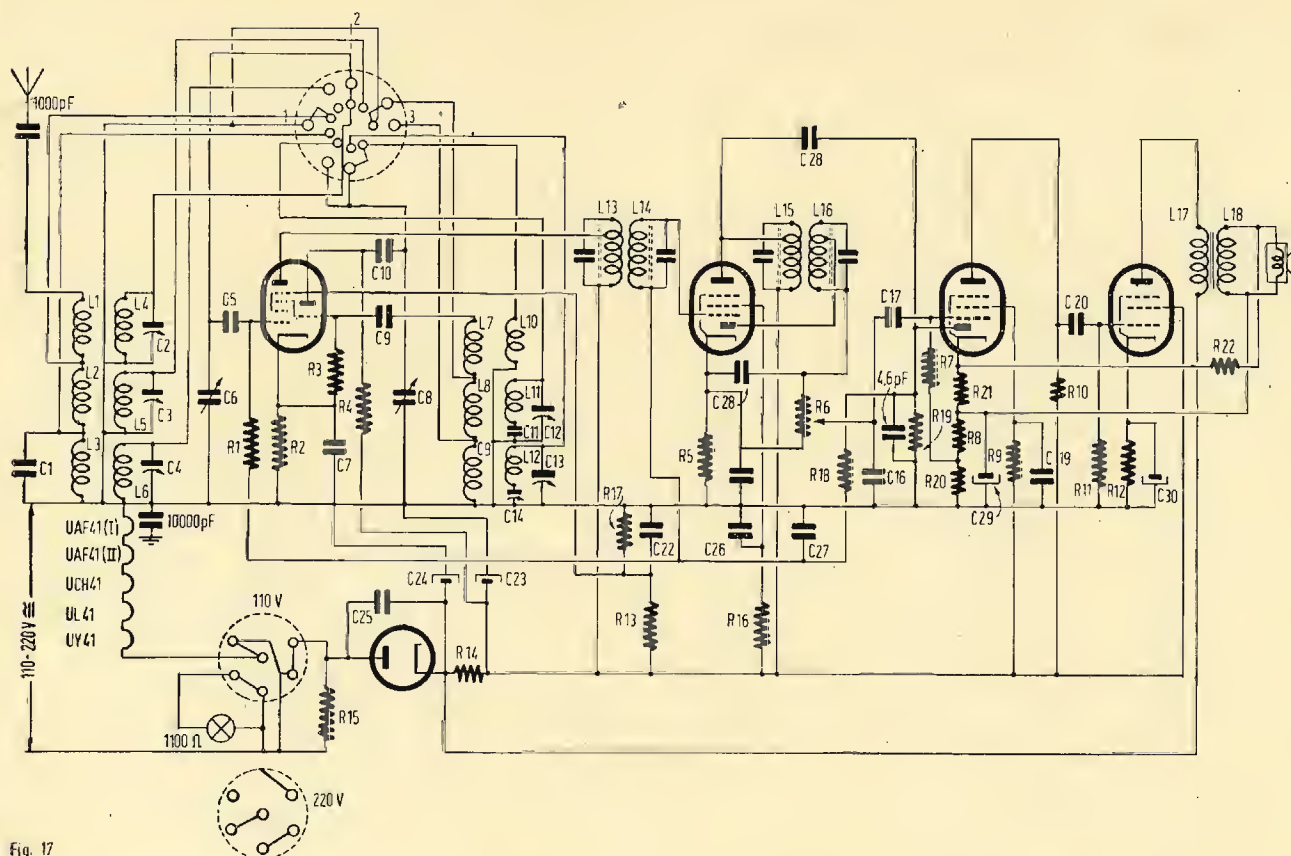 2
1000pF
1
3
C28
L13
L14
L15
L16
L17
L18
L1
L4
C10
C2
C5
L7
L10
C17
C20
L2
C9
R3
L8
L11
C28
R7
R22
C3
L5
C6
R4
C8
C12
R6
4,6pF
R21
R10
C11
L3
R1
R2
C9
L12
C13
R19
R8
C1
C4
C7
R5
R18
C16
R9
C19
R11
R12
L6
C14
R17
R20
C29
C30
10000pF
UAF41(I)
C22
C26
C27
UAF41(II)
C24
C23
UCH41
110 V
C25
UL41
R13
R16
UY41
110-220V≂
R14
R15
1100 Ω
220 V
Fig. 17